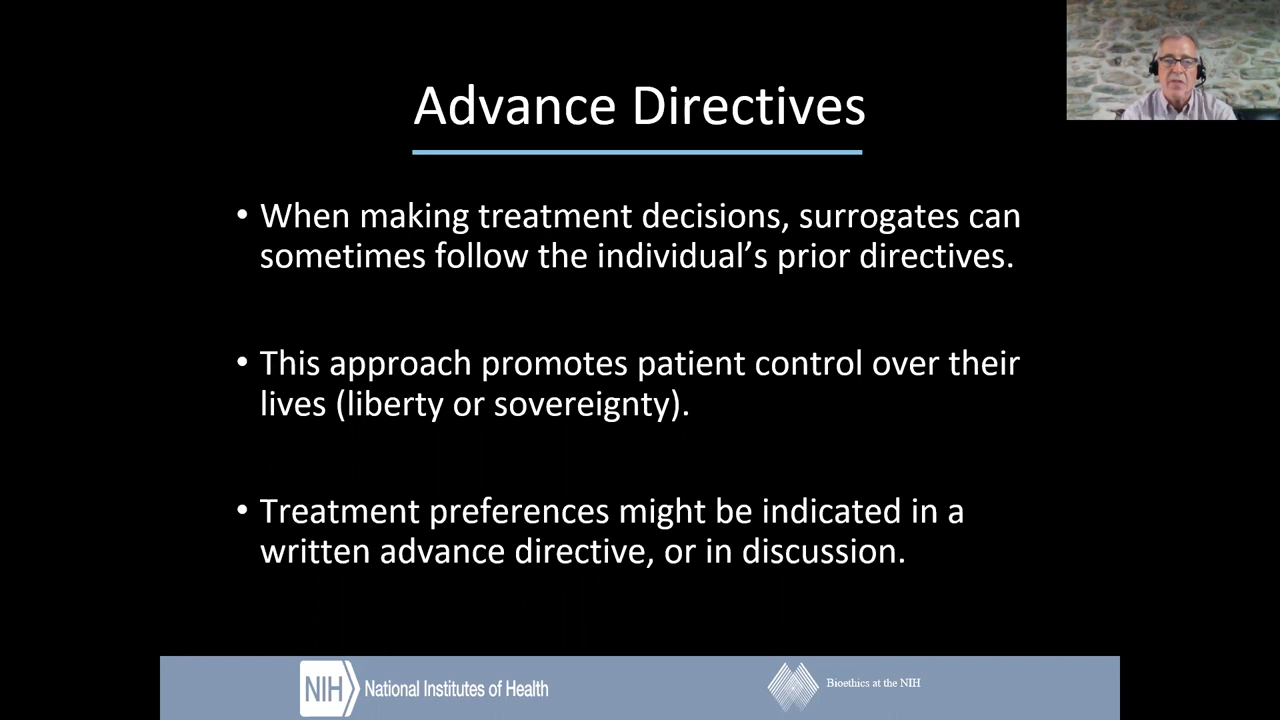 Advance Directives
• When making treatment decisions, surrogates can
sometimes follow the individual’s prior directives.
• This approach promotes patient control over their
lives (liberty or sovereignty).
• Treatment preferences might be indicated in a
written advance directive, or in discussion.
NIH National Institutes of Health
Bioethics at the NIH